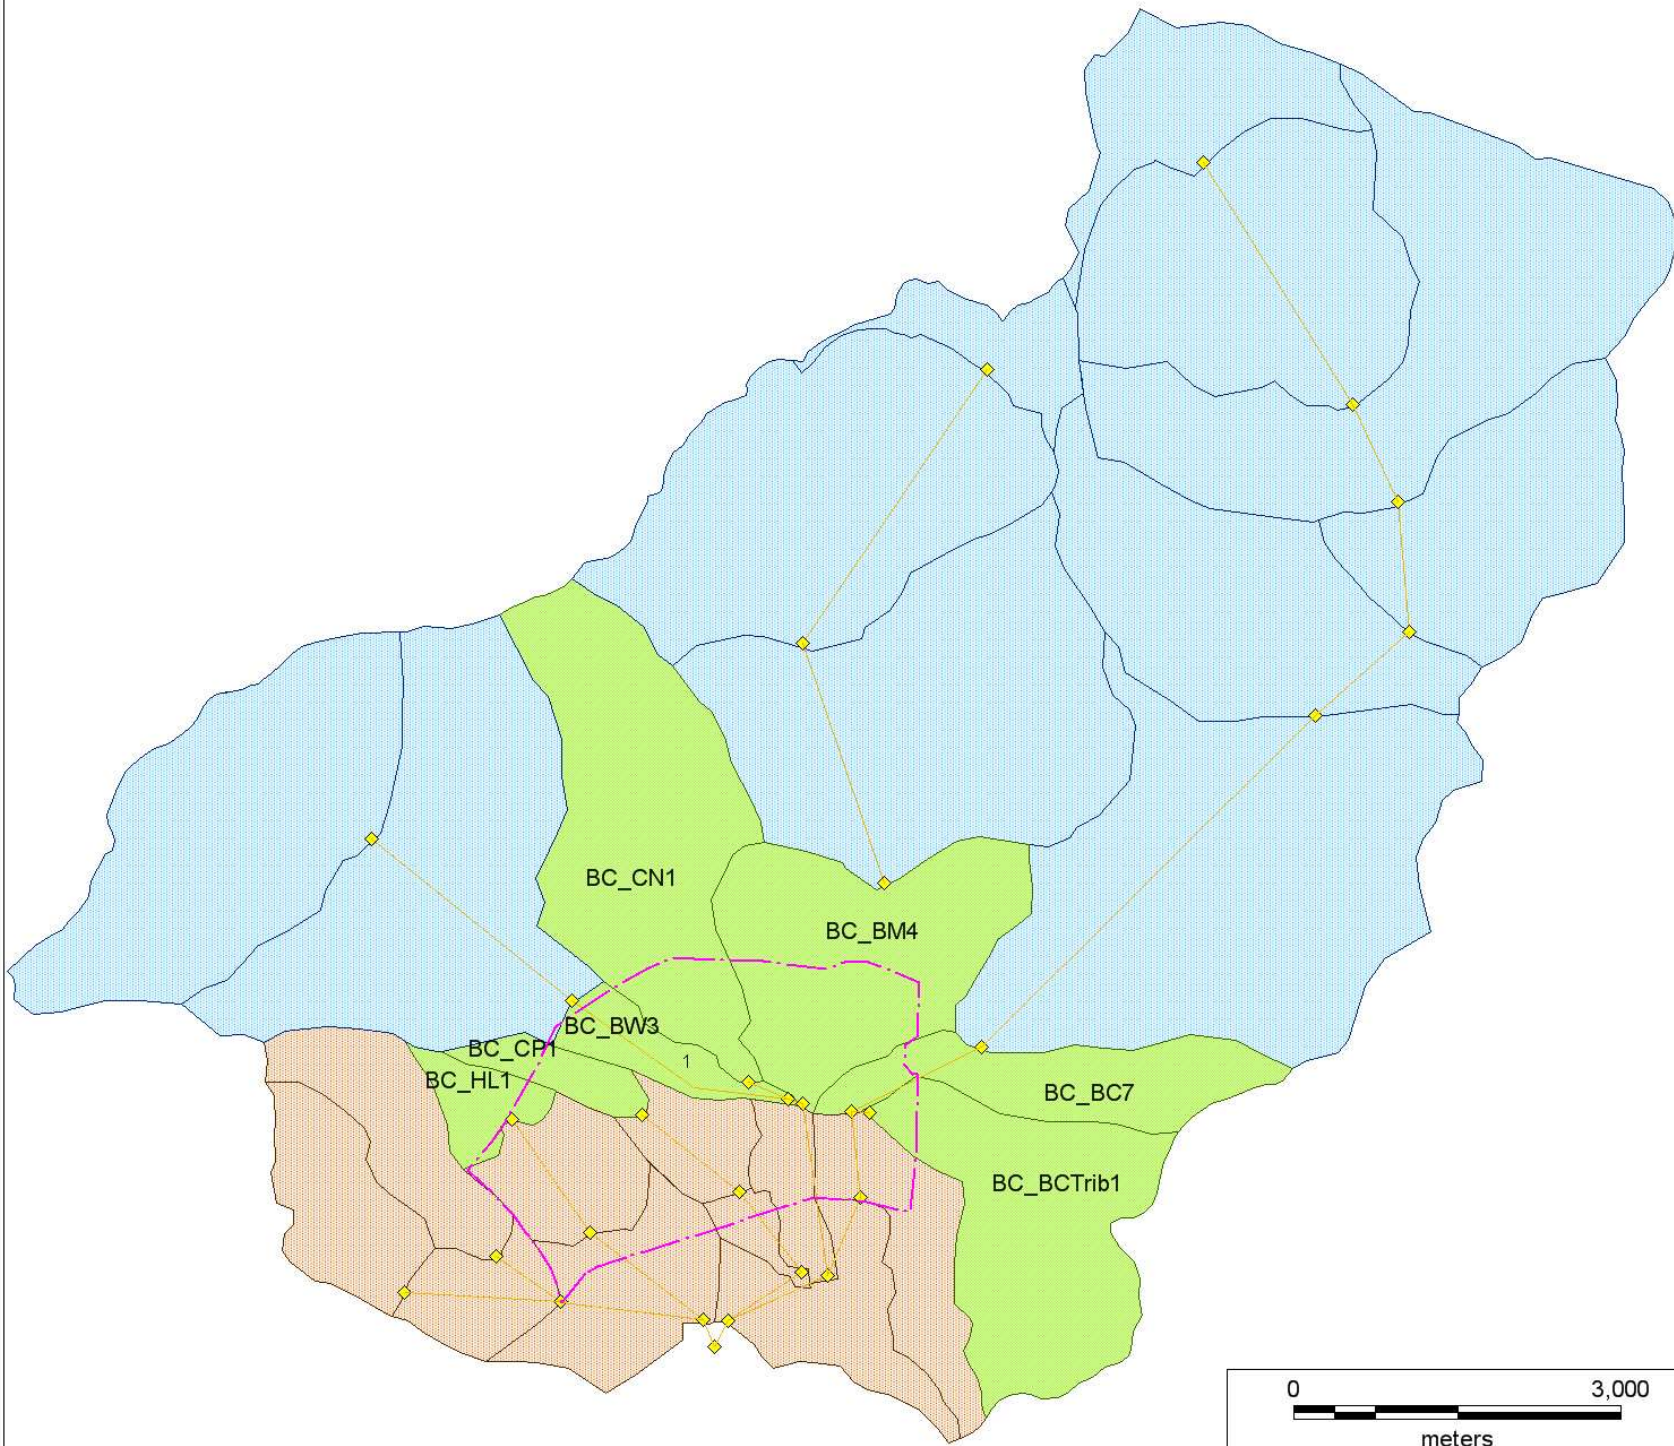 BC_CN1
BC_BM4
BC_BW3
BC_CP1
1
BC_HL1
BC_BC7
BC_BCTrib1
0 3,000
meters